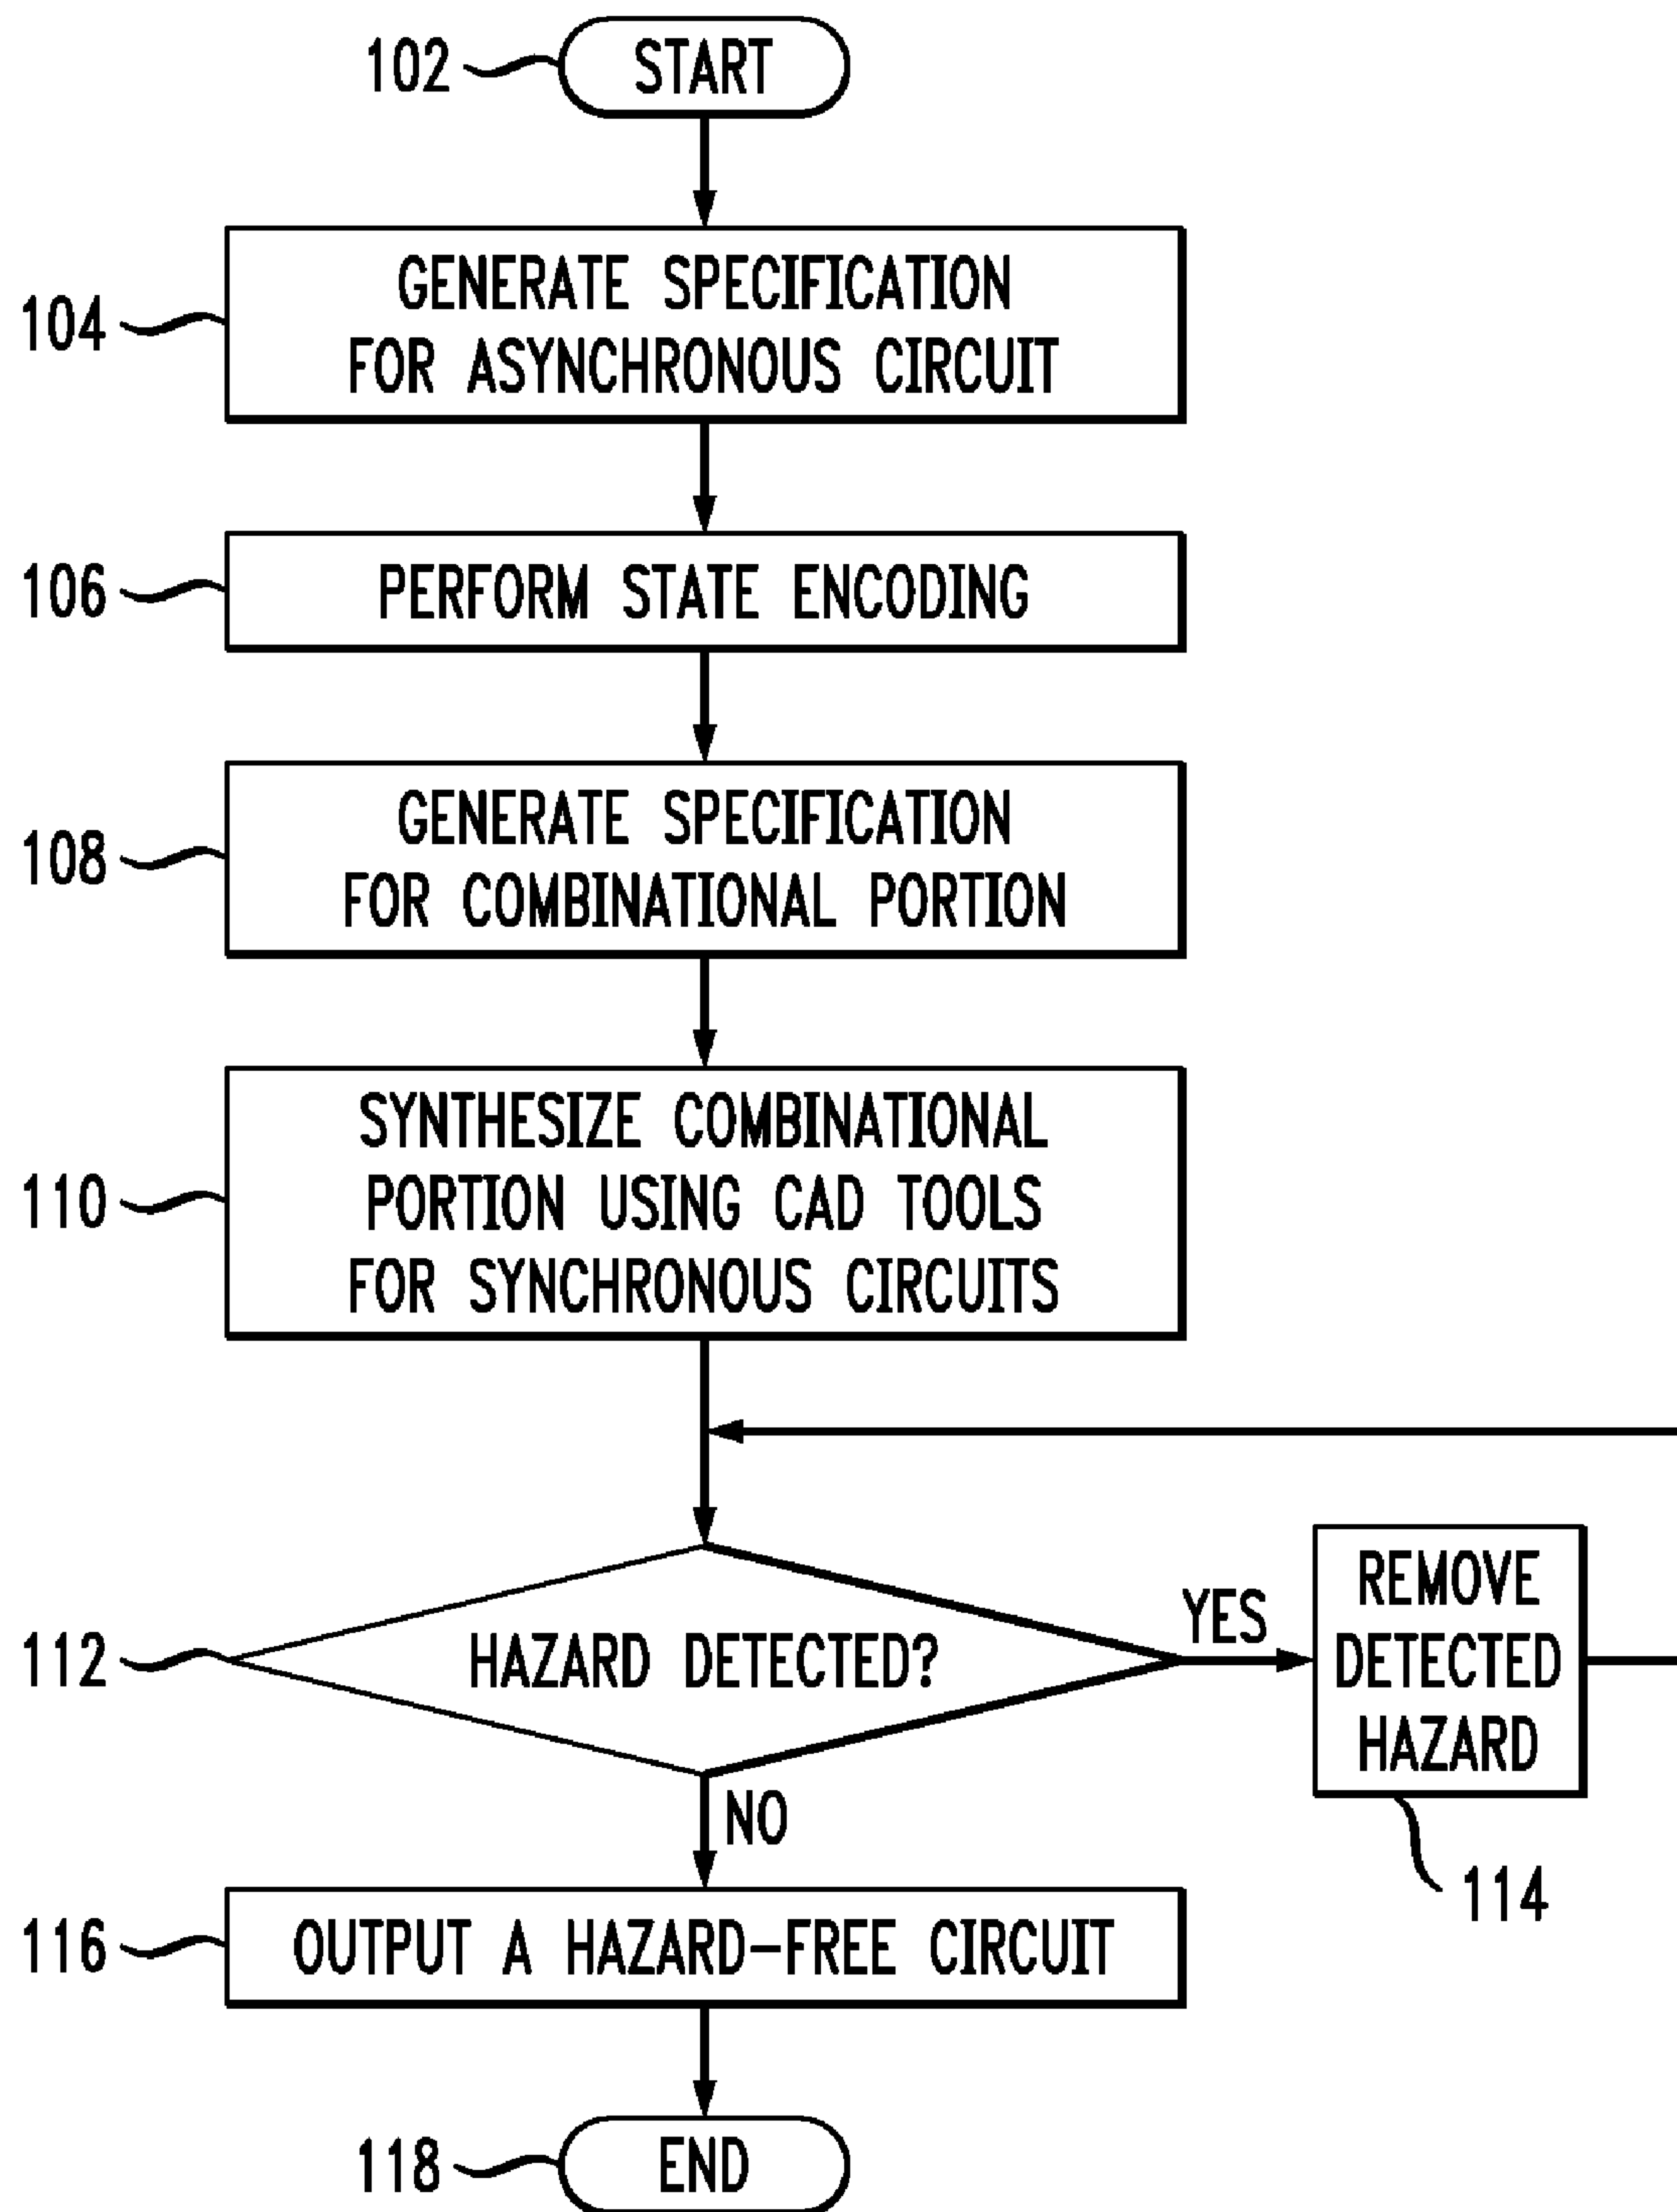 102
START
104
GENERATE SPECIFICATION
FOR ASYNCHRONOUS CIRCUIT
106
PERFORM STATE ENCODING
108
GENERATE SPECIFICATION
FOR COMBINATIONAL PORTION
110
SYNTHESIZE COMBINATIONAL
PORTION USING CAD TOOLS
FOR SYNCHRONOUS CIRCUITS
112
HAZARD DETECTED?
YES
REMOVE
DETECTED
HAZARD
114
NO
116
OUTPUT A HAZARD-FREE CIRCUIT
118
END